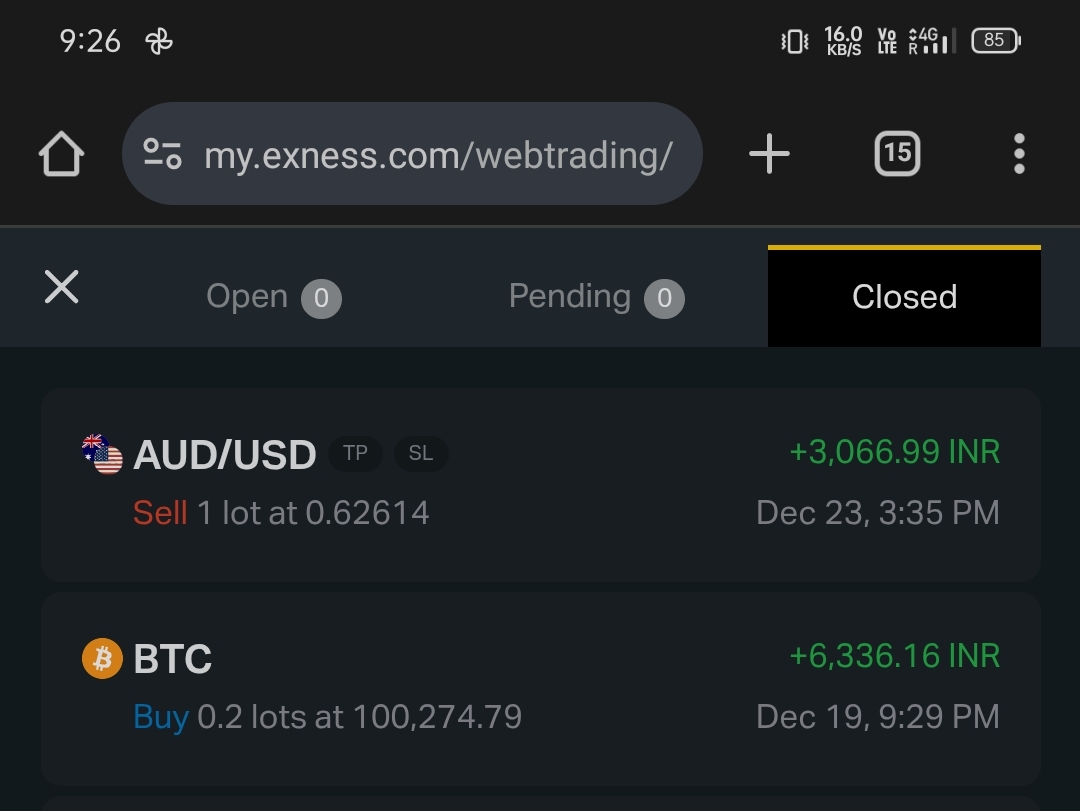 9:26
16.0 KB/S Vo LTE 4G R 85
my.exness.com/webtrading/
15
Open 0 Pending 0 Closed
AUD/USD TP SL +3,066.99 INR
Sell 1 lot at 0.62614 Dec 23, 3:35 PM
BTC +6,336.16 INR
Buy 0.2 lots at 100,274.79 Dec 19, 9:29 PM